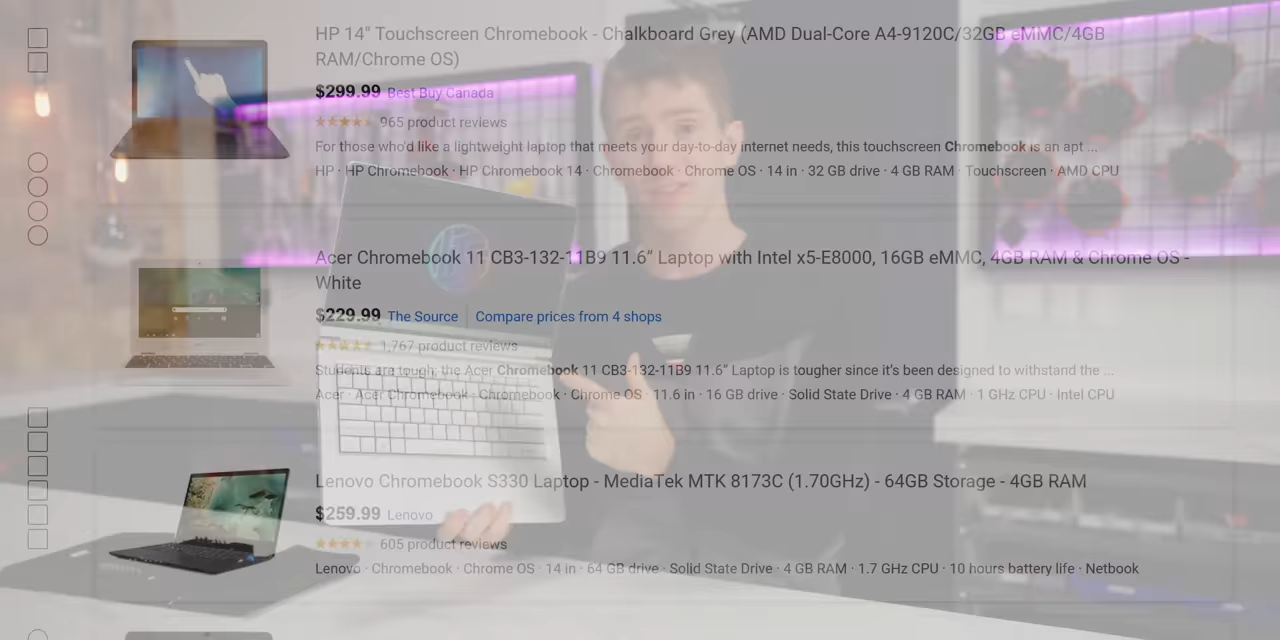 HP 14" Touchscreen Chromebook - Chalkboard Grey (AMD Dual-Core A4-9120C/32GB eMMC/4GB
RAM/Chrome OS)
$299.99 Best Buy Canada
965 product reviews
For those who'd like a lightweight laptop that meets your day-to-day internet needs, this touchscreen Chromebook is an apt ...
HP · HP Chromebook · HP Chromebook 14 · Chromebook · Chrome OS · 14 in · 32 GB drive · 4 GB RAM · Touchscreen · AMD CPU
Acer Chromebook 11 CB3-132-11B9 11.6” Laptop with Intel x5-E8000, 16GB eMMC, 4GB RAM & Chrome OS -
White
$229.99 The Source Compare prices from 4 shops
1,767 product reviews
Students are tough; the Acer Chromebook 11 CB3-132-11B9 11.6” Laptop is tougher since it's been designed to withstand the ...
Acer · Acer Chromebook · Chromebook · Chrome OS · 11.6 in · 16 GB drive · Solid State Drive · 4 GB RAM · 1 GHz CPU · Intel CPU
Lenovo Chromebook S330 Laptop - MediaTek MTK 8173C (1.70GHz) - 64GB Storage - 4GB RAM
$259.99 Lenovo
605 product reviews
Lenovo · Chromebook · Chrome OS · 14 in · 64 GB drive · Solid State Drive · 4 GB RAM · 1.7 GHz CPU · 10 hours battery life · Netbook